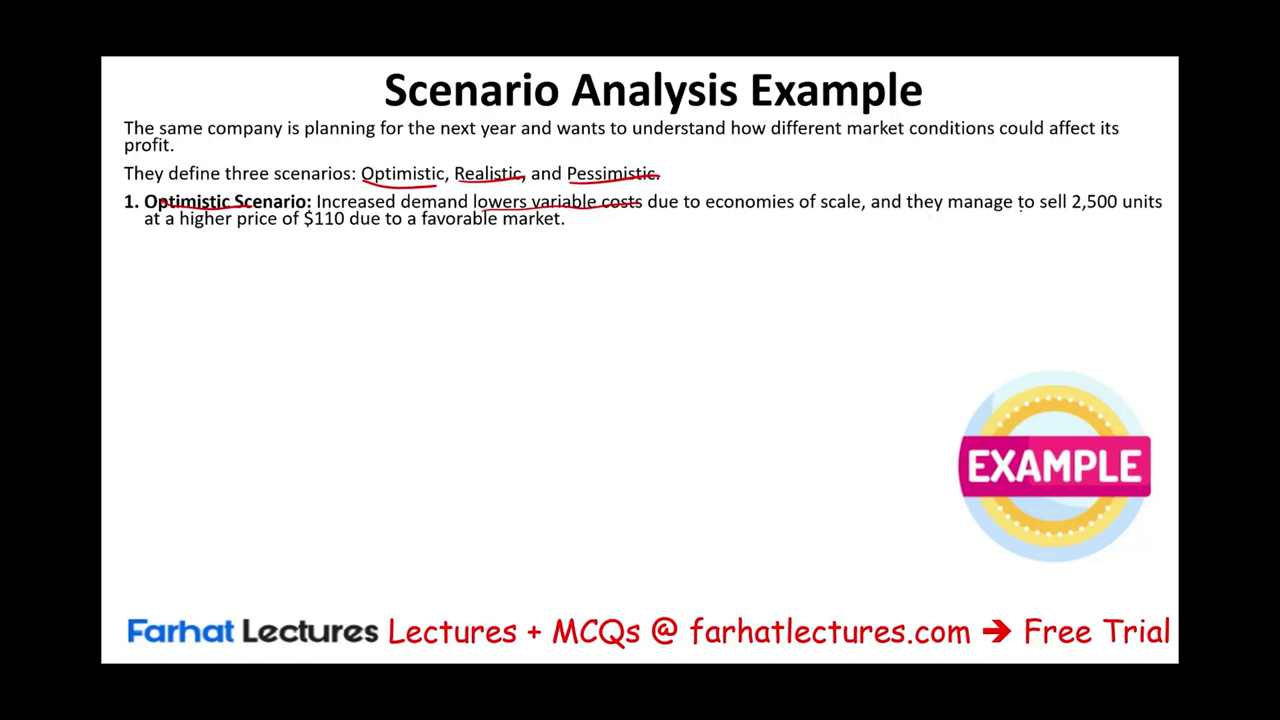 Scenario Analysis Example
The same company is planning for the next year and wants to understand how different market conditions could affect its
profit.
They define three scenarios: Optimistic, Realistic, and Pessimistic.
1. Optimistic Scenario: Increased demand lowers variable costs due to economies of scale, and they manage to sell 2,500 units
at a higher price of $110 due to a favorable market.
EXAMPLE
Farhat Lectures Lectures + MCQs @ farhatlectures.com → Free Trial